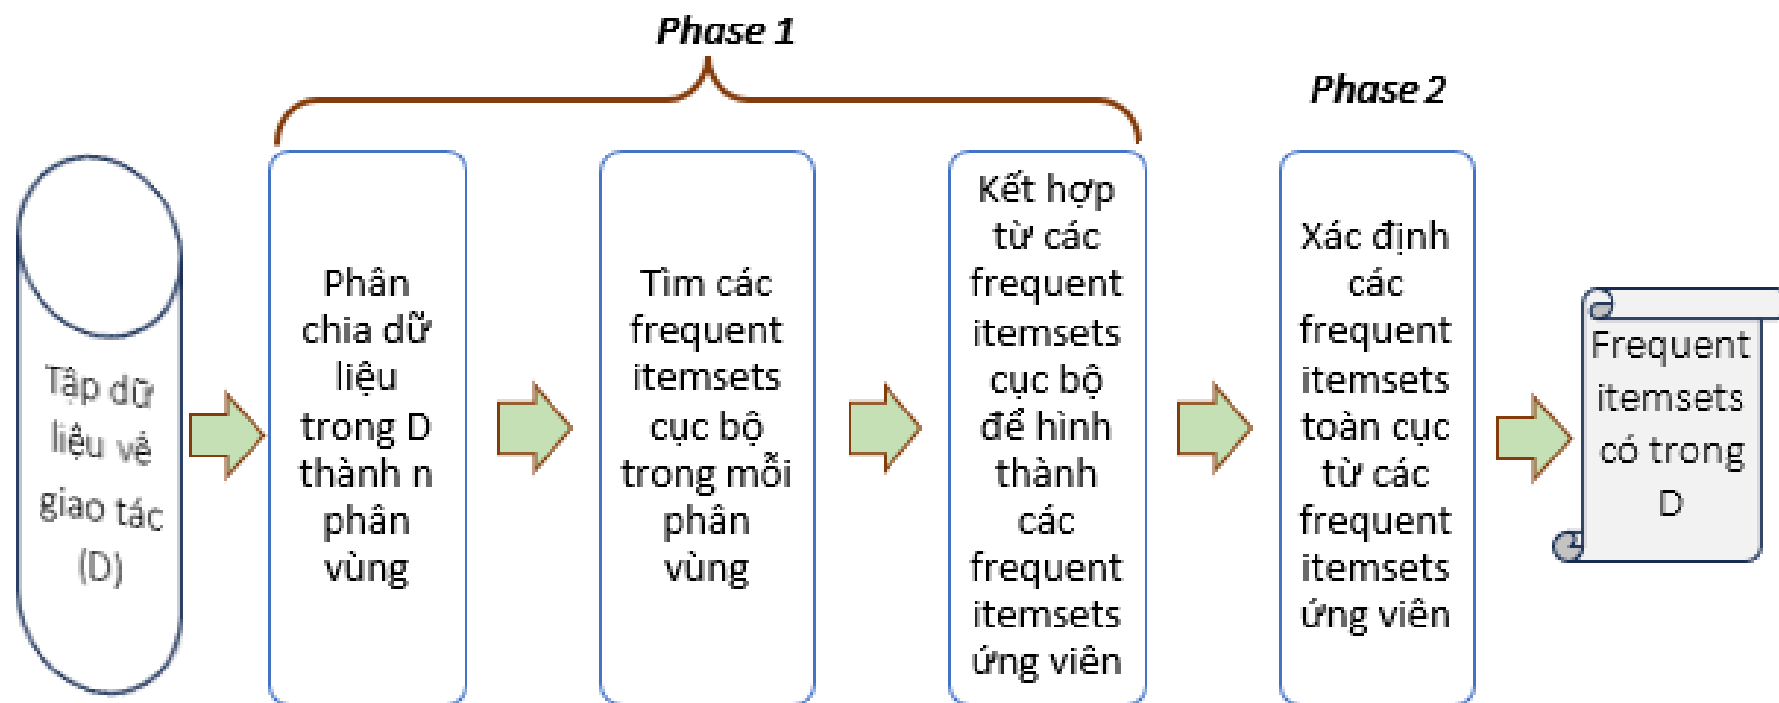 Phase 1
Phase 2
Tập dữ
liệu về
giao tác
(D)
Phân
chia dữ
liệu
trong D
thành n
phân
vùng
Tìm các
frequent
itemsets
cục bộ
trong mỗi
phân
vùng
Kết hợp
từ các
frequent
itemsets
cục bộ
để hình
thành
các
frequent
itemsets
ứng viên
Xác định
các
frequent
itemsets
toàn cục
từ các
frequent
itemsets
ứng viên
Frequent
itemsets
có trong
D